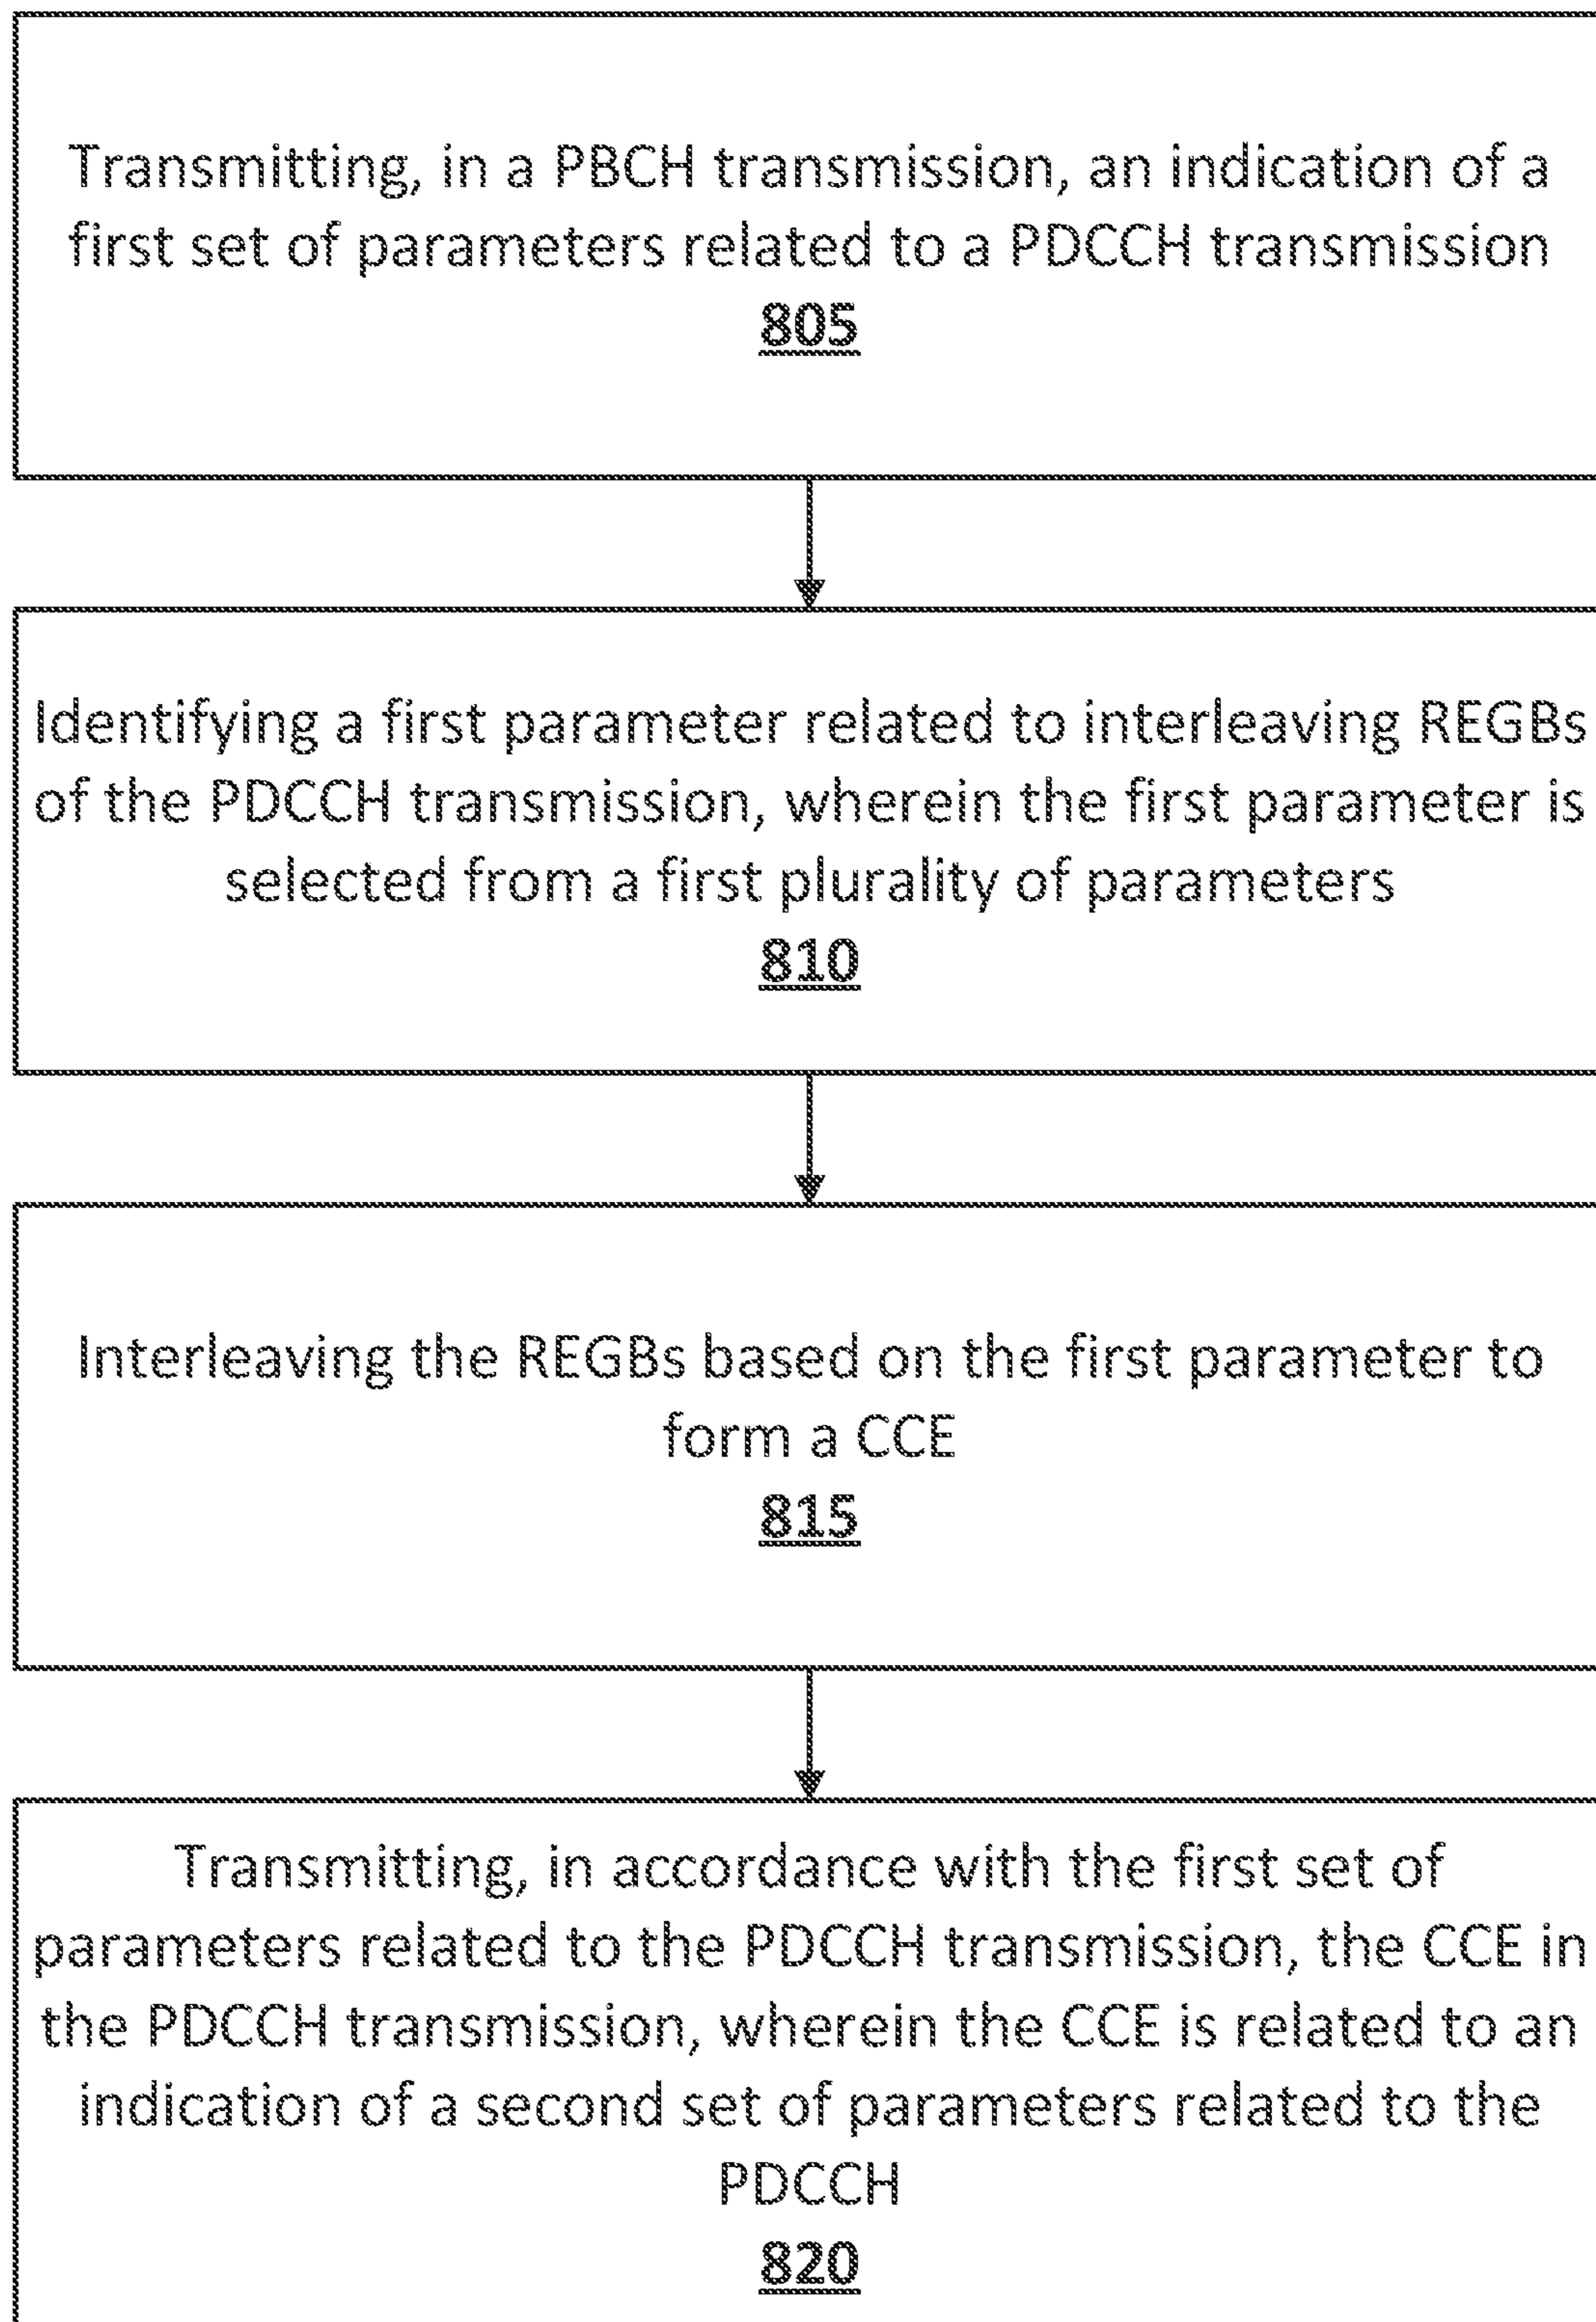 Transmitting, in a PBCH transmission, an indication of a
first set of parameters related to a PDCCH transmission
805
Identifying a first parameter related to interleaving REGBs
of the PDCCH transmission, wherein the first parameter is
selected from a first plurality of parameters
810
Interleaving the REGBs based on the first parameter to
form a CCE
815
Transmitting, in accordance with the first set of
parameters related to the PDCCH transmission, the CCE in
the PDCCH transmission, wherein the CCE is related to an
indication of a second set of parameters related to the
PDCCH
820